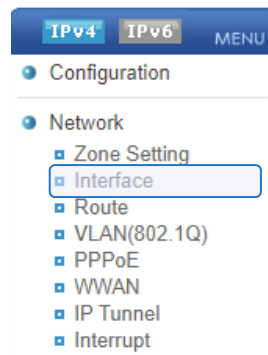 IPv4 IPv6 MENU
Configuration
Network
Zone Setting
Interface
Route
VLAN(802.1Q)
PPPoE
WWAN
IP Tunnel
Interrupt